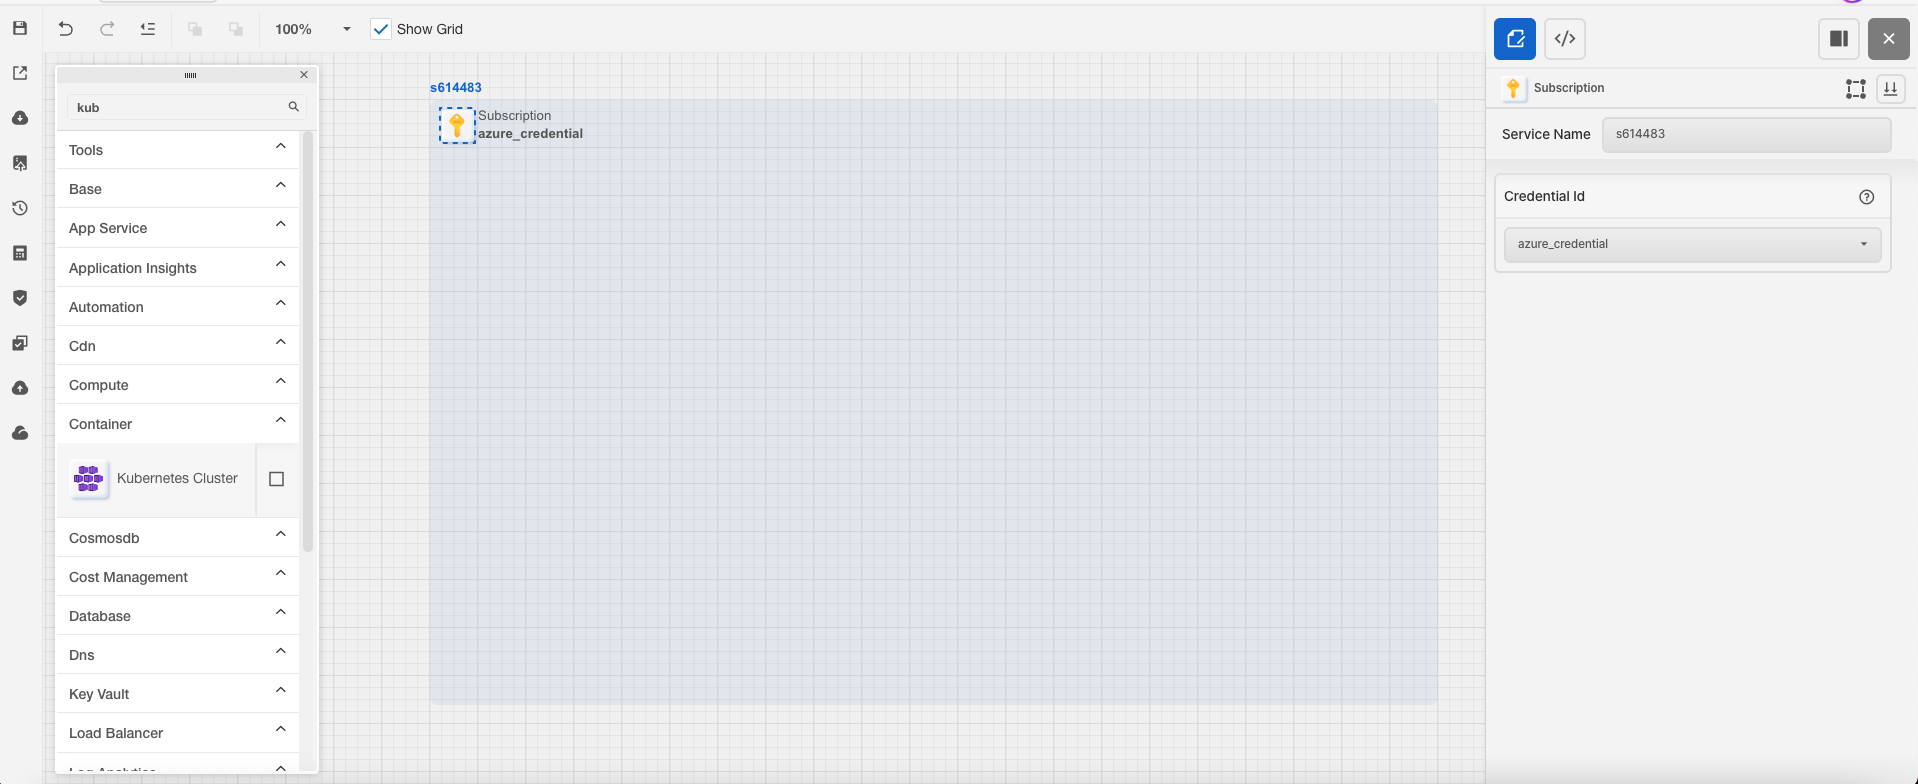 100%
Show Grid
kub
Tools
Base
App Service
Application Insights
Automation
Cdn
Compute
Container
Kubernetes Cluster
Cosmosdb
Cost Management
Database
Dns
Key Vault
Load Balancer
s614483
Subscription
azure_credential
</>
Subscription
Service Name s614483
Credential Id
azure_credential